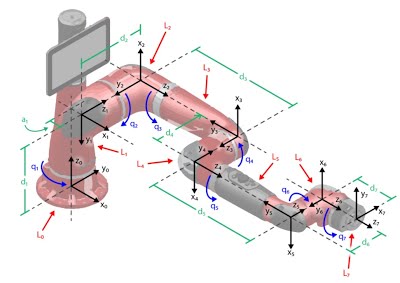 x₂
L₂
d₂
z₁
y₂
z₂
d₃
L₃
x₁
q₂
q₃
a₁
y₁
x₃
d₄
y₃
z₃
L₁
q₁
z₀
y₀
d₁
x₀
L₀
L₄
y₄
z₄
q₄
x₄
q₅
L₅
d₅
L₆
x₆
q₆
z₅
y₅
x₅
y₆
z₆
q₇
d₇
y₇
x₇
z₇
d₆
L₇